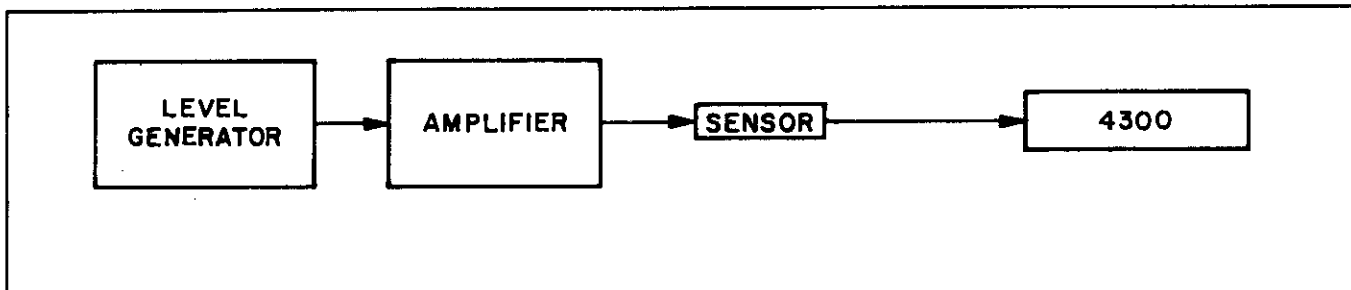 LEVEL
GENERATOR
AMPLIFIER
SENSOR
4300